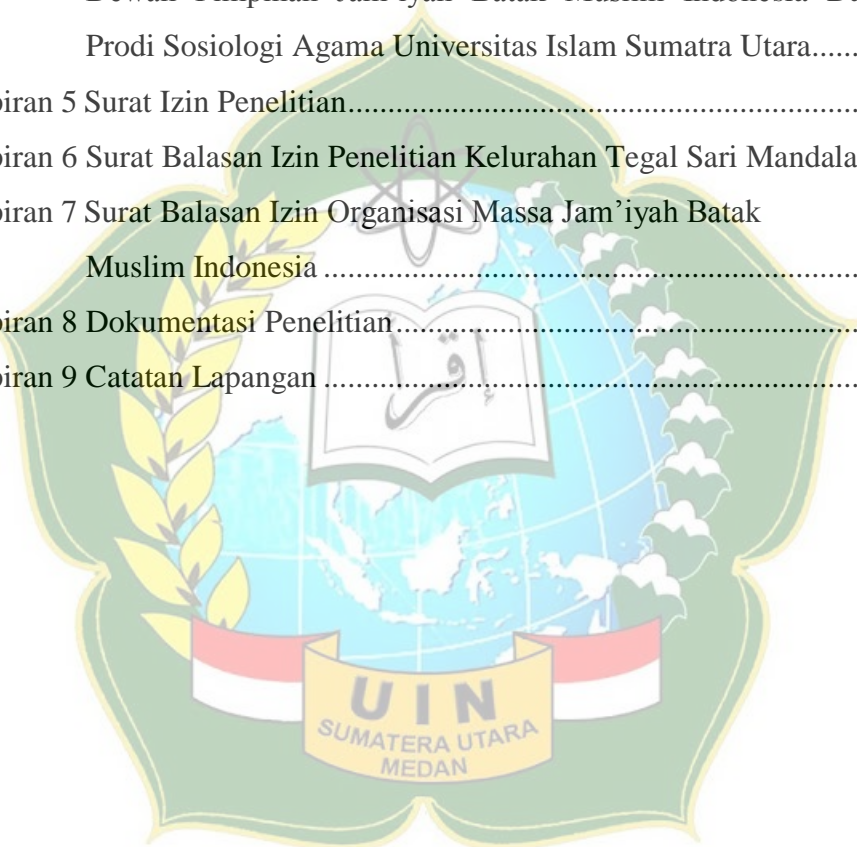 Prodi Sosiologi Agama Universitas Islam Sumatra Utara......
piran 5 Surat Izin Penelitian..........................................................
piran 6 Surat Balasan Izin Penelitian Kelurahan Tegal Sari Mandala
piran 7 Surat Balasan Izin Organisasi Massa Jam’iyah Batak
Muslim Indonesia ..........................................................
piran 8 Dokumentasi Penelitian..........................................................
piran 9 Catatan Lapangan ..........................................................
إقرأ
UIN
SUMATERA UTARA
MEDAN